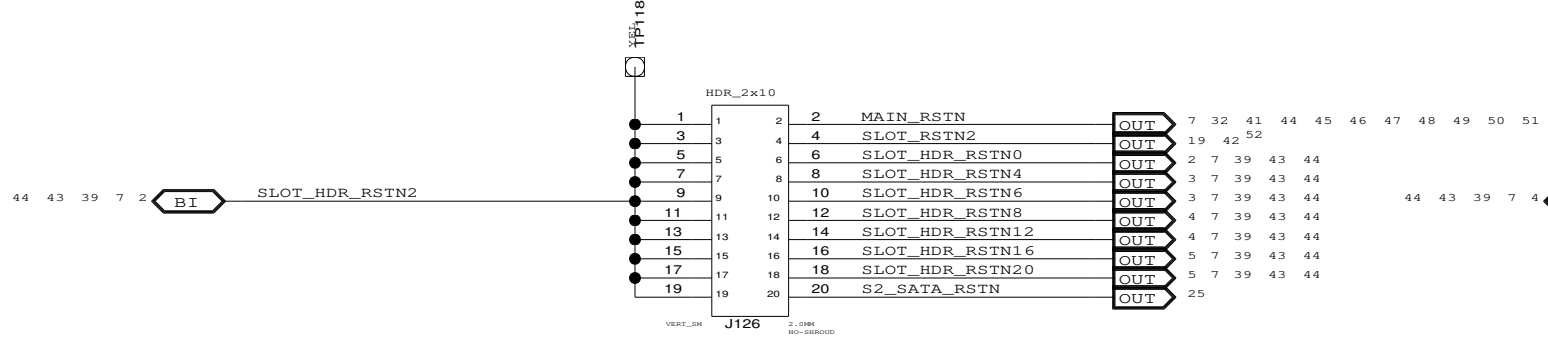 YEL
TP118
HDR_2x10
1 1 2 2 MAIN_RSTN OUT 7 32 41 44 45 46 47 48 49 50 51
52
3 3 4 4 SLOT_RSTN2 OUT 19 42
5 5 6 6 SLOT_HDR_RSTN0 OUT 2 7 39 43 44
7 7 8 8 SLOT_HDR_RSTN4 OUT 3 7 39 43 44
44 43 39 7 2 BI SLOT_HDR_RSTN2 9 9 10 10 SLOT_HDR_RSTN6 OUT 3 7 39 43 44 44 43 39 7 4
11 11 12 12 SLOT_HDR_RSTN8 OUT 4 7 39 43 44
13 13 14 14 SLOT_HDR_RSTN12 OUT 4 7 39 43 44
15 15 16 16 SLOT_HDR_RSTN16 OUT 5 7 39 43 44
17 17 18 18 SLOT_HDR_RSTN20 OUT 5 7 39 43 44
19 19 20 20 S2_SATA_RSTN OUT 25
VERT_SM J126 2.0MM
NO-SHROUD